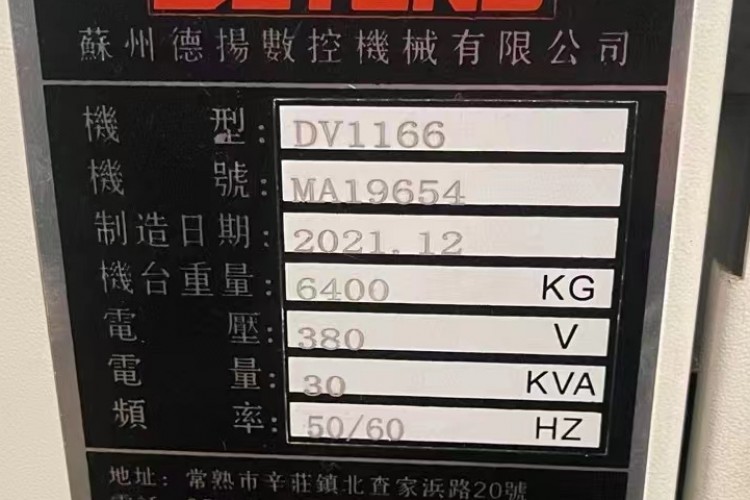 蘇州德揚數控機械有限公司
機型: DV1166
機號: MA19654
制造日期: 2021.12
機台重量: 6400 KG
電壓: 380 V
電量: 30 KVA
頻率: 50/60 HZ
地址: 常熟市辛莊鎮北查家浜路20號